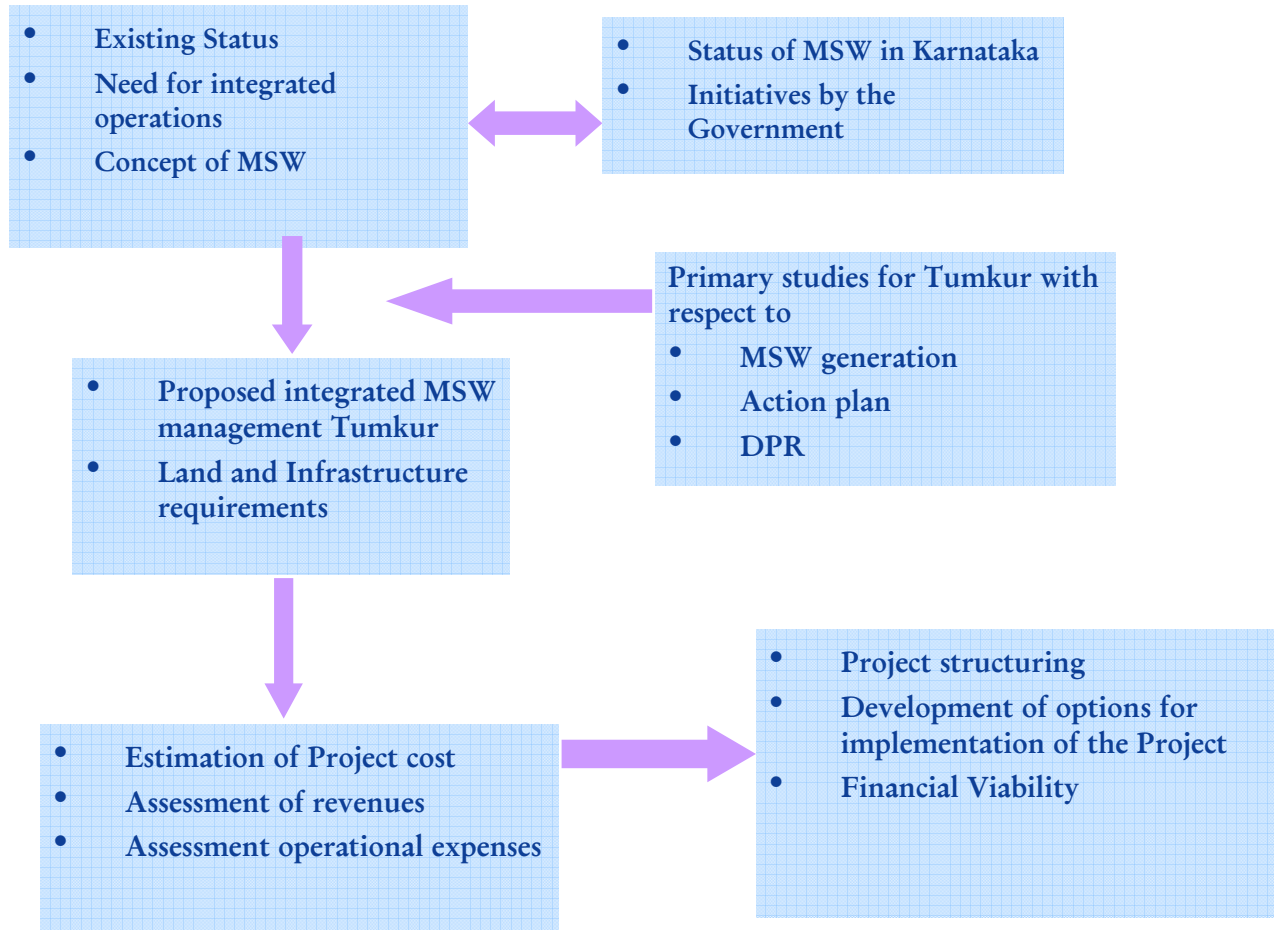 • Existing Status
• Need for integrated
operations
• Concept of MSW
• Status of MSW in Karnataka
• Initiatives by the
Government
Primary studies for Tumkur with
respect to
• MSW generation
• Action plan
• DPR
• Proposed integrated MSW
management Tumkur
• Land and Infrastructure
requirements
• Estimation of Project cost
• Assessment of revenues
• Assessment operational expenses
• Project structuring
• Development of options for
implementation of the Project
• Financial Viability